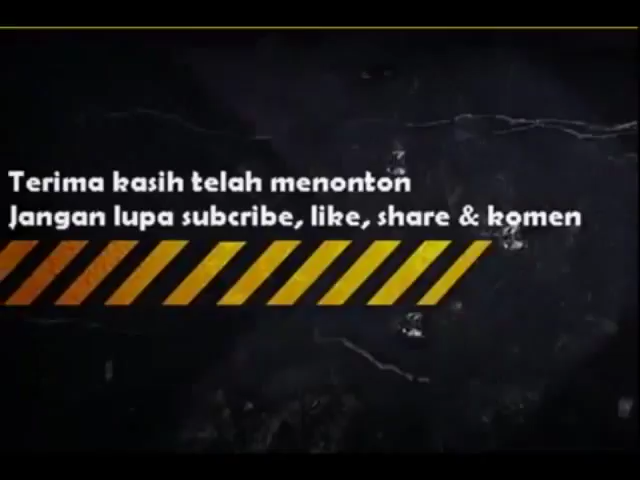 Terima kasih telah menonton
Jangan lupa subcribe, like, share & komen